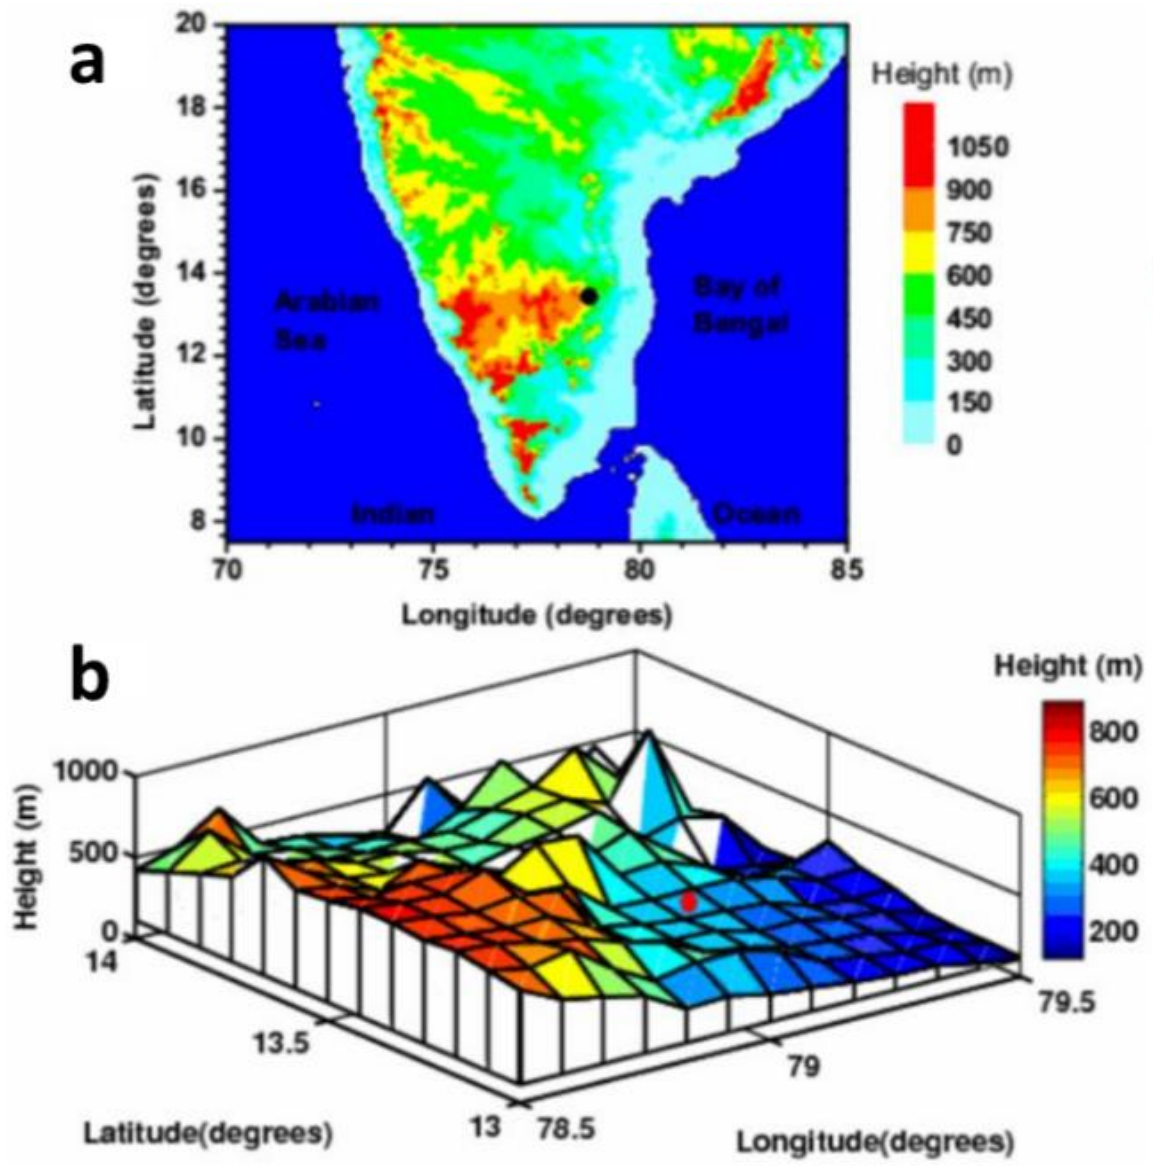 a
Height (m)
20
18
16
14
12
10
8
Latitude (degrees)
Arabian
Sea
Bay of
Bengal
Indian
Ocean
1050
900
750
600
450
300
150
0
70
75
80
85
Longitude (degrees)
b
Height (m)
800
600
400
200
1000
500
0
Height (m)
14
13.5
13
78.5
79
79.5
Latitude(degrees)
Longitude(degrees)